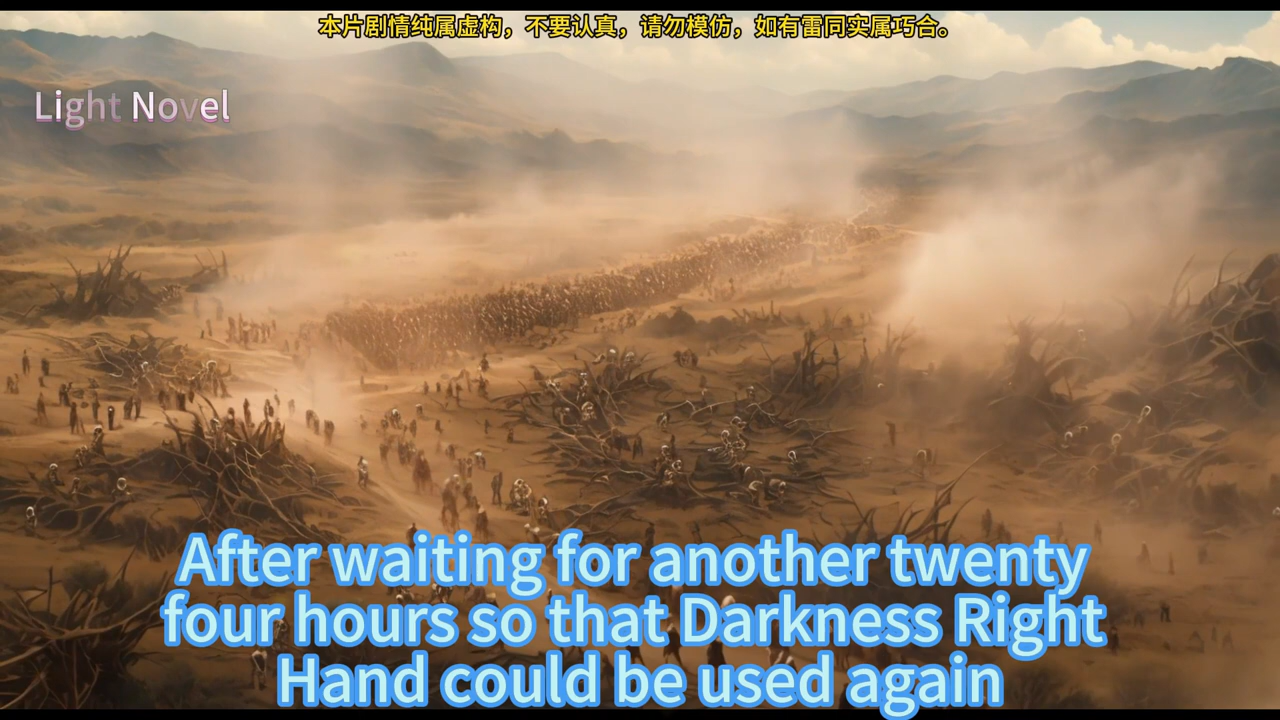 本片剧情纯属虚构，不要认真，请勿模仿，如有雷同实属巧合。
Light Novel
After waiting for another twenty
four hours so that Darkness Right
Hand could be used again